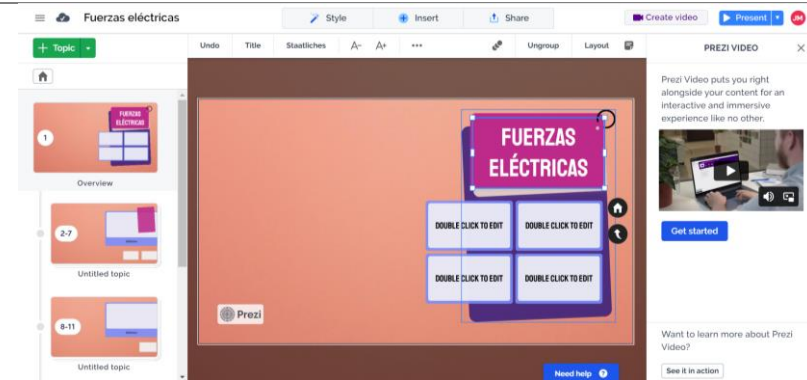 Fuerzas eléctricas
Style
Insert
Share
Create video
Present
JM
+ Topic
Undo
Title
Staatliches
A-
A+
Ungroup
Layout
PREZI VIDEO
X
FUERZAS
ELÉCTRICAS
1
Overview
2-7
Untitled topic
8-11
Untitled topic
FUERZAS
ELÉCTRICAS
DOUBLE CLICK TO EDIT
DOUBLE CLICK TO EDIT
DOUBLE CLICK TO EDIT
DOUBLE CLICK TO EDIT
Prezi
Need help ?
Prezi Video puts you right
alongside your content for an
interactive and immersive
experience like no other.
Get started
Want to learn more about Prezi
Video?
See it in action